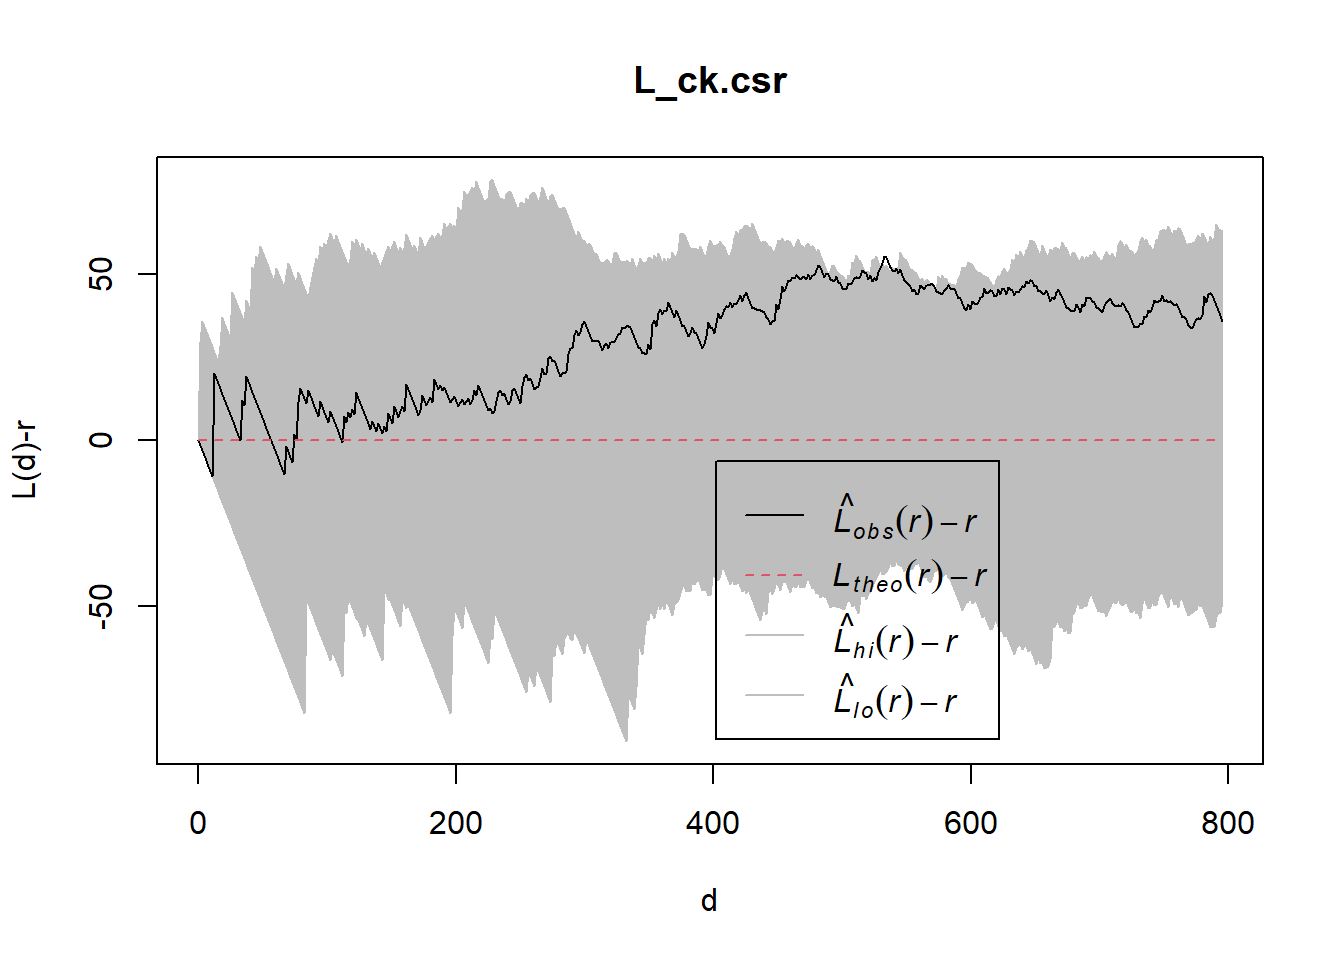 L_ck.csr
L(d)-r
50
0
-50
L̂obs(r) – r
Ltheo(r) – r
L̂hi(r) – r
L̂lo(r) – r
0 200 400 600 800
d